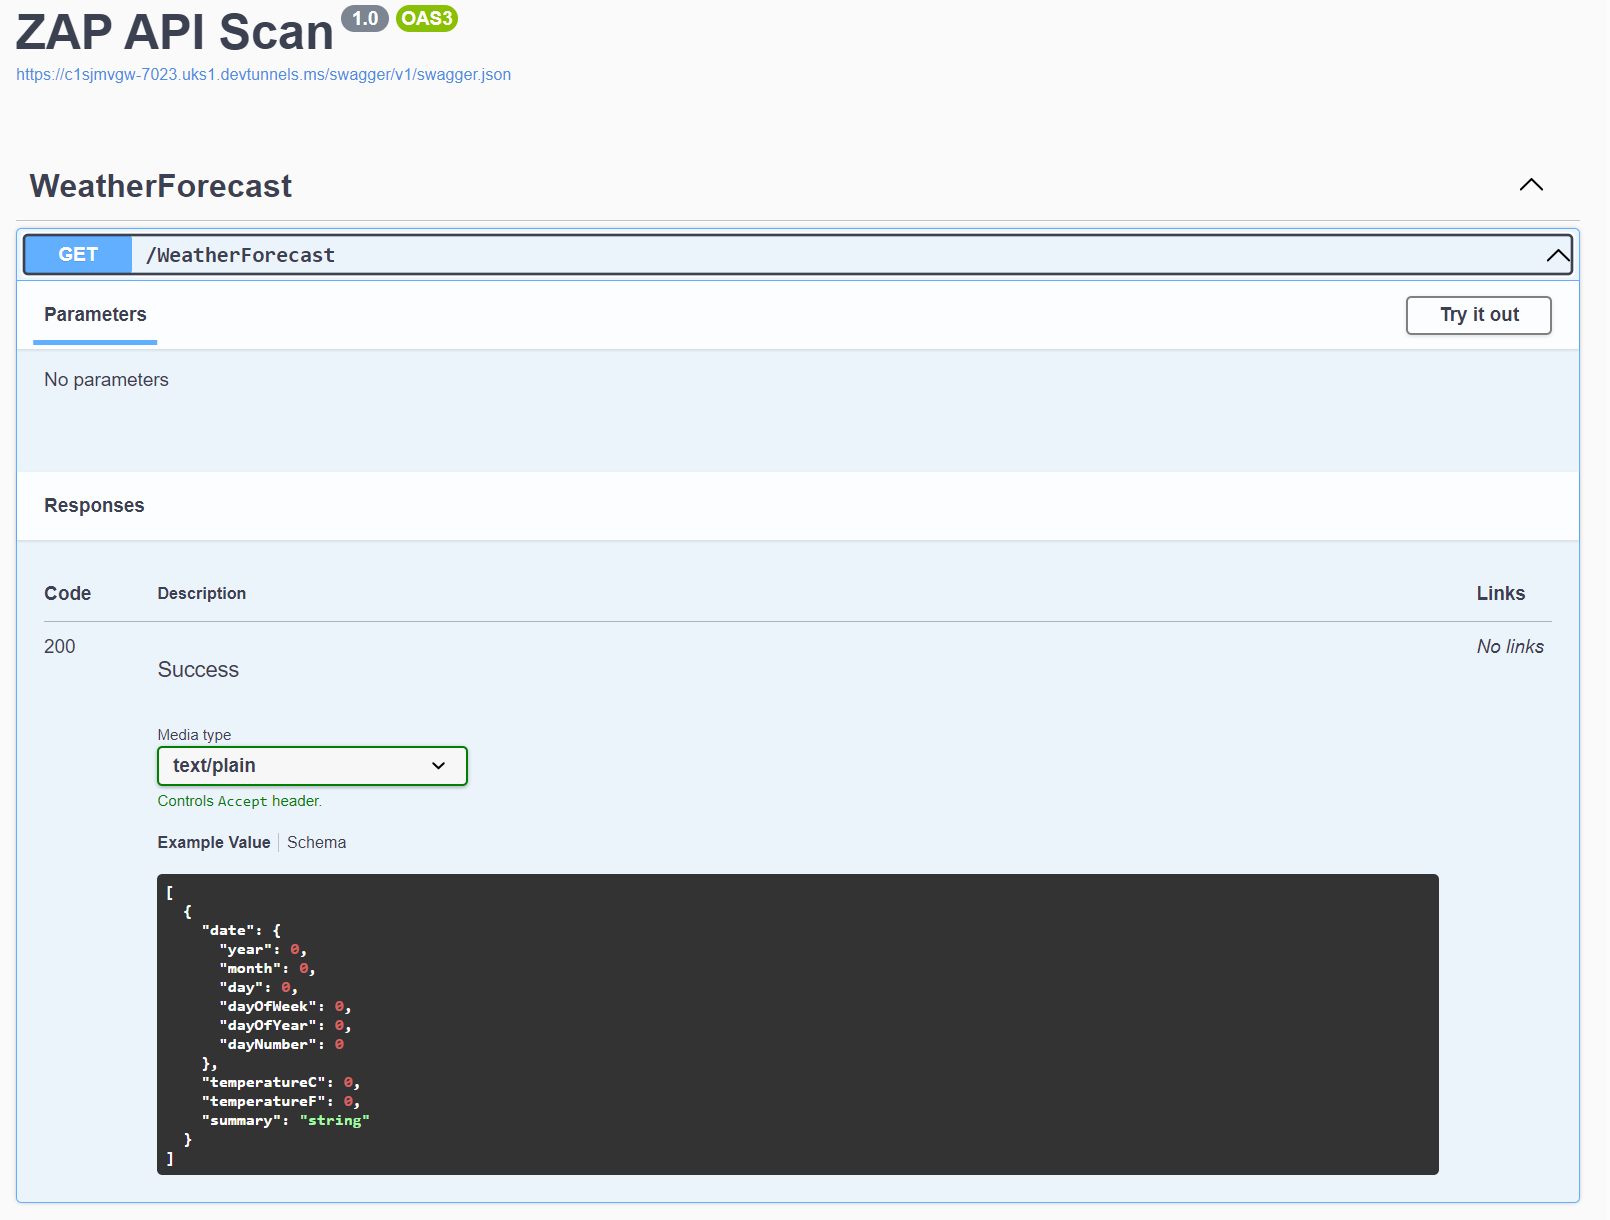 ZAP API Scan 1.0 OAS3
https://c1sjmvgw-7023.uks1.devtunnels.ms/swagger/v1/swagger.json
WeatherForecast
GET /WeatherForecast
Parameters Try it out
No parameters
Responses
Code Description Links
200 No links
Success
Media type
text/plain
Controls Accept header.
Example Value Schema
[
  {
    "date": {
      "year": 0,
      "month": 0,
      "day": 0,
      "dayOfWeek": 0,
      "dayOfYear": 0,
      "dayNumber": 0
    },
    "temperatureC": 0,
    "temperatureF": 0,
    "summary": "string"
  }
]